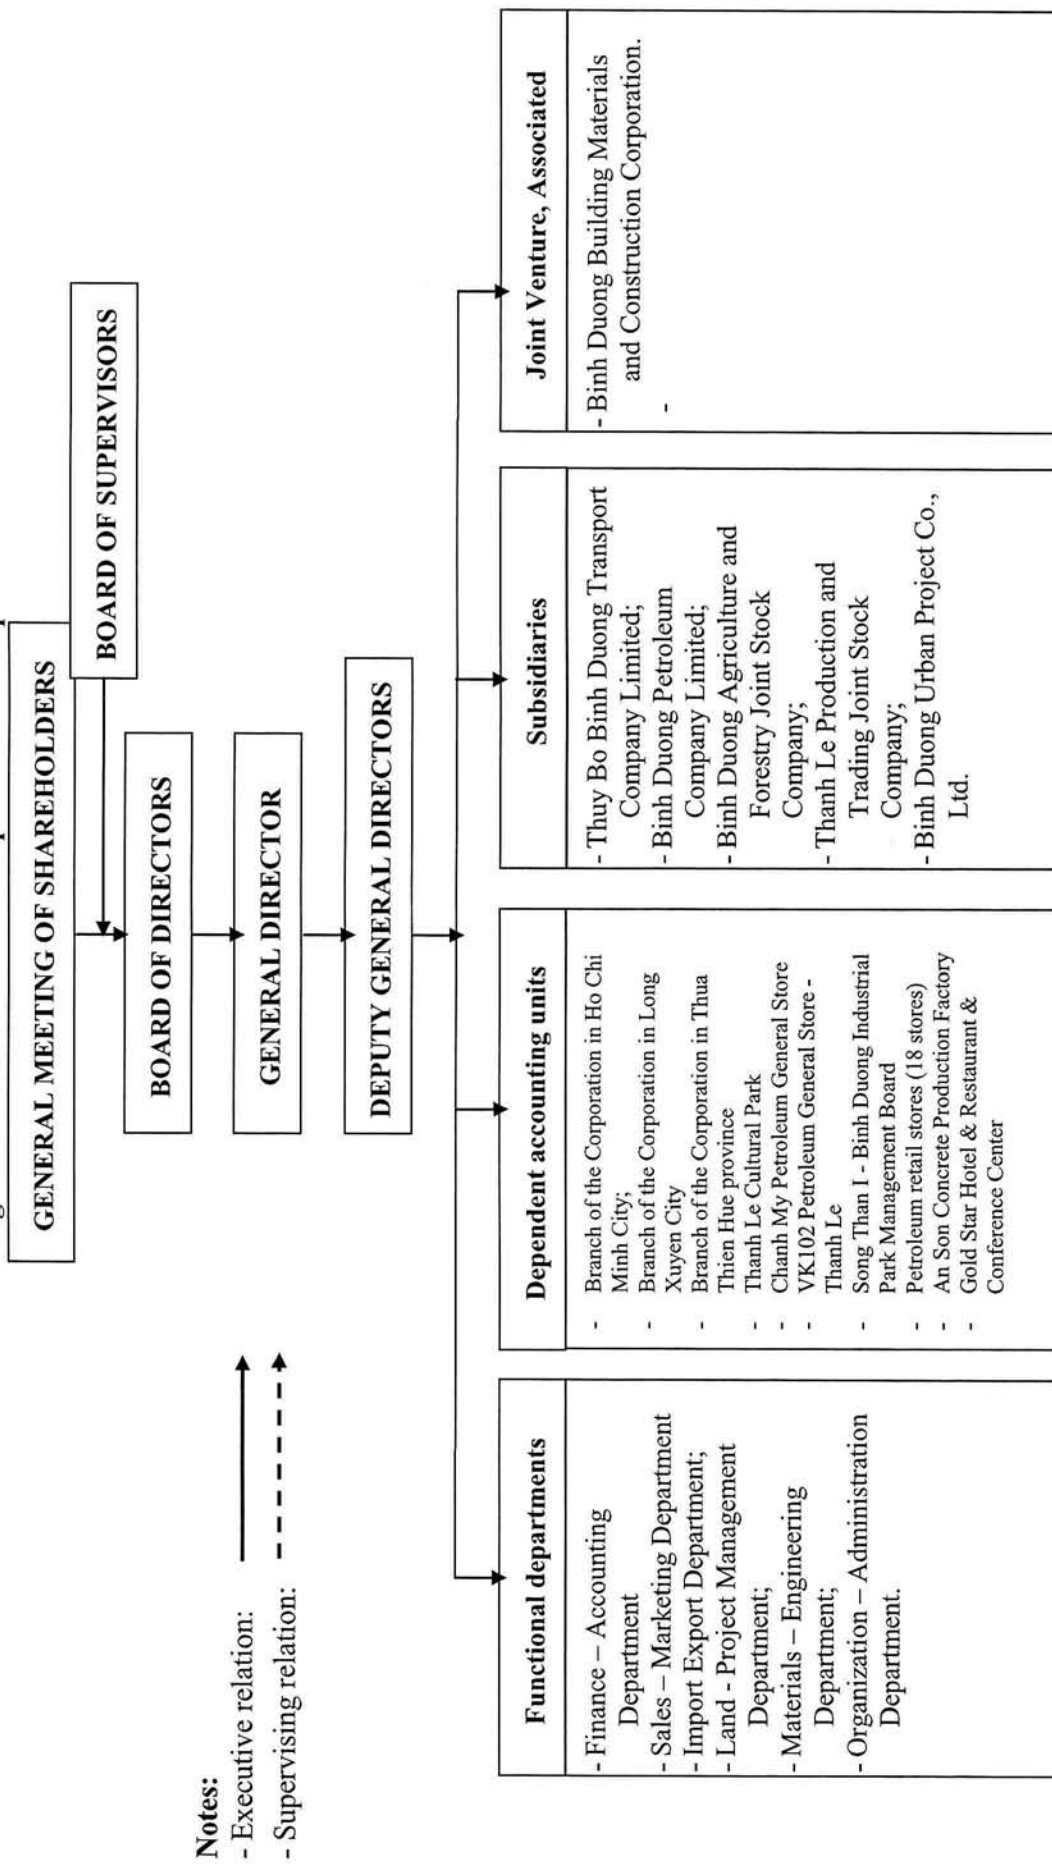 GENERAL MEETING OF SHAREHOLDERS
BOARD OF SUPERVISORS
BOARD OF DIRECTORS
Notes:
- Executive relation:
- Supervising relation:
GENERAL DIRECTOR
DEPUTY GENERAL DIRECTORS
Functional departments
- Finance – Accounting
Department
- Sales – Marketing Department
- Import Export Department;
- Land - Project Management
Department;
- Materials – Engineering
Department;
- Organization – Administration
Department.
Dependent accounting units
- Branch of the Corporation in Ho Chi
Minh City;
- Branch of the Corporation in Long
Xuyen City
- Branch of the Corporation in Thua
Thien Hue province
- Thanh Le Cultural Park
- Chanh My Petroleum General Store
- VK102 Petroleum General Store -
Thanh Le
- Song Than I - Binh Duong Industrial
Park Management Board
- Petroleum retail stores (18 stores)
- An Son Concrete Production Factory
- Gold Star Hotel & Restaurant &
Conference Center
Subsidiaries
- Thuy Bo Binh Duong Transport
Company Limited;
- Binh Duong Petroleum
Company Limited;
- Binh Duong Agriculture and
Forestry Joint Stock
Company;
- Thanh Le Production and
Trading Joint Stock
Company;
- Binh Duong Urban Project Co.,
Ltd.
Joint Venture, Associated
- Binh Duong Building Materials
and Construction Corporation.
-